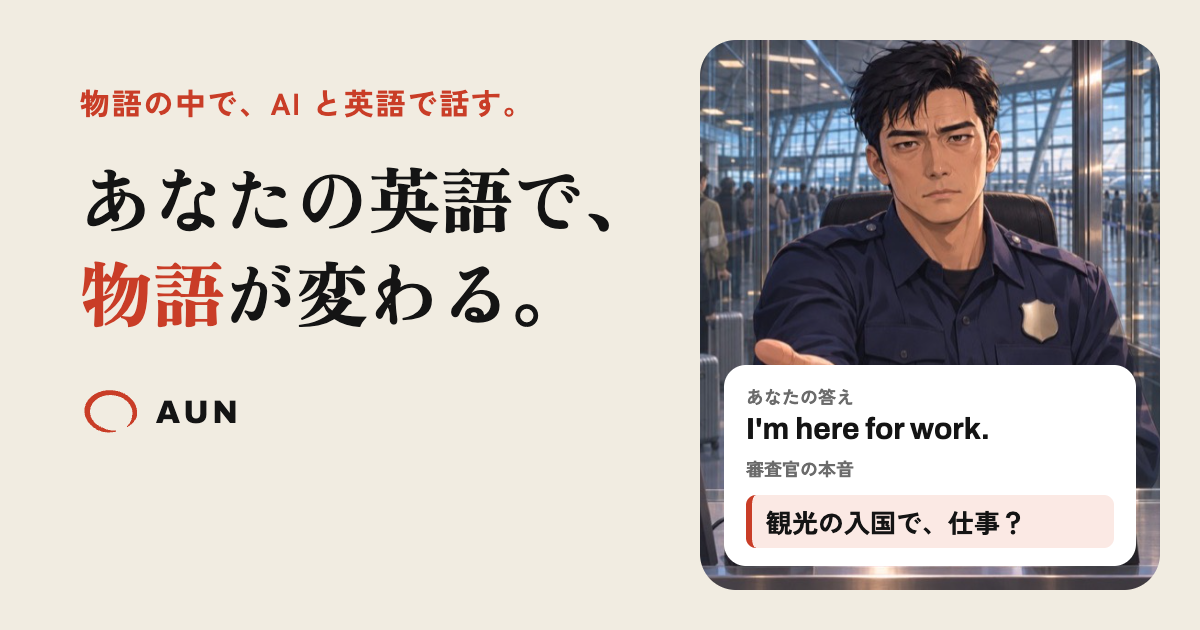 物語の中で、AI と英語で話す。
あなたの英語で、
物語が変わる。
AUN
あなたの答え
I'm here for work.
審査官の本音
観光の入国で、仕事？